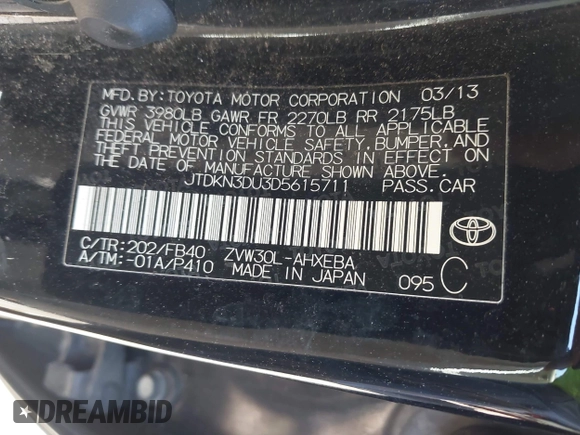 MFD.BY:TOYOTA MOTOR CORPORATION 03/13
GVWR 3980LB GAWR FR 2270LB RR 2175LB
THIS VEHICLE CONFORMS TO ALL APPLICABLE
FEDERAL MOTOR VEHICLE SAFETY, BUMPER, AND
THEFT PREVENTION STANDARDS IN EFFECT ON
THE DATE OF MANUFACTURE SHOWN ABOVE.
JTDKN3DU3D5615711 PASS.CAR
C/TR:202/FB40 ZVW30L-AHXEBA
A/TM:-01A/P410 MADE IN JAPAN 095 C
DREAMBID